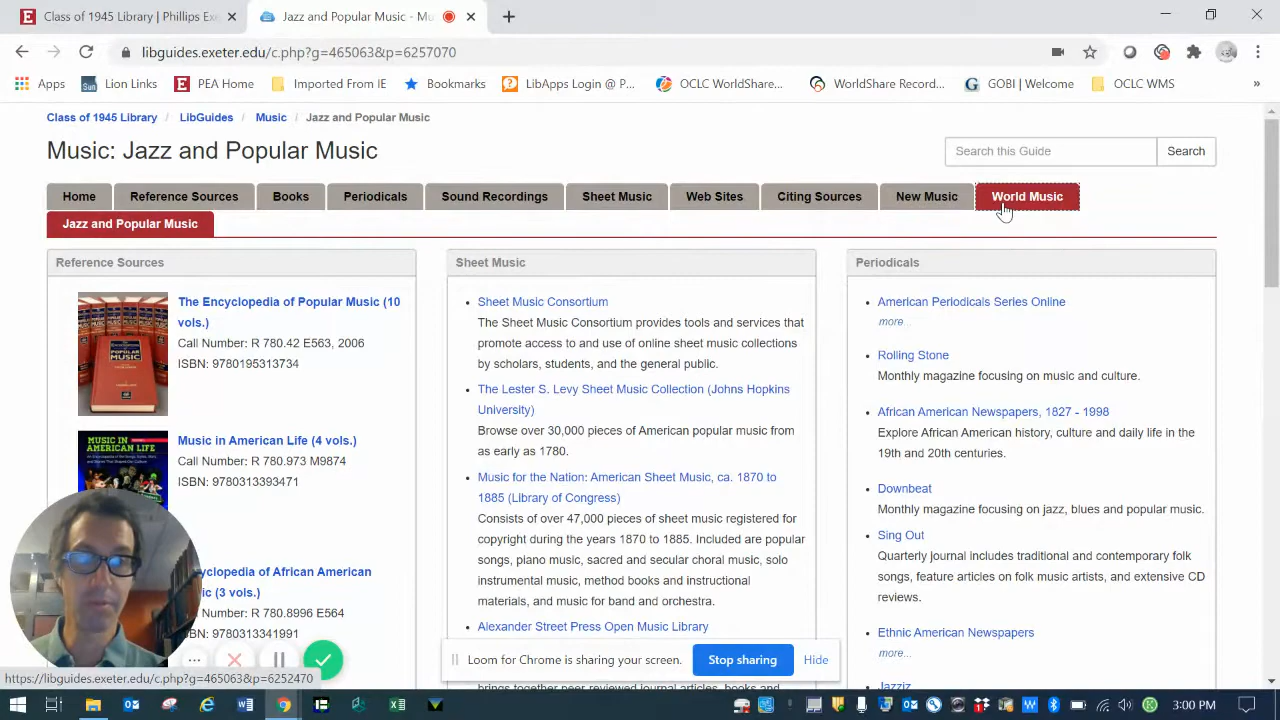 Class of 1945 Library | Phillips Exe
Jazz and Popular Music - Mu
libguides.exeter.edu/c.php?g=465063&p=6257070
Apps
Lion Links
PEA Home
Imported From IE
Bookmarks
LibApps Login @ P...
OCLC WorldShare...
WorldShare Record...
GOBI | Welcome
OCLC WMS
»
Class of 1945 Library / LibGuides / Music / Jazz and Popular Music
Music: Jazz and Popular Music
Search this Guide
Search
Home
Reference Sources
Books
Periodicals
Sound Recordings
Sheet Music
Web Sites
Citing Sources
New Music
World Music
Jazz and Popular Music
Reference Sources
The Encyclopedia of Popular Music (10
vols.)
Call Number: R 780.42 E563, 2006
ISBN: 9780195313734
MUSIC IN
AMERICAN LIFE
Music in American Life (4 vols.)
Call Number: R 780.973 M9874
ISBN: 9780313393471
cyclopedia of African American
ic (3 vols.)
Number: R 780.8996 E564
: 9780313341991
Sheet Music
Sheet Music Consortium
The Sheet Music Consortium provides tools and services that
promote access to and use of online sheet music collections
by scholars, students, and the general public.
The Lester S. Levy Sheet Music Collection (Johns Hopkins
University)
Browse over 30,000 pieces of American popular music from
as early as 1780.
Music for the Nation: American Sheet Music, ca. 1870 to
1885 (Library of Congress)
Consists of over 47,000 pieces of sheet music registered for
copyright during the years 1870 to 1885. Included are popular
songs, piano music, sacred and secular choral music, solo
instrumental music, method books and instructional
materials, and music for band and orchestra.
Alexander Street Press Open Music Library
brings together peer reviewed journal articles, books and
Periodicals
American Periodicals Series Online
more...
Rolling Stone
Monthly magazine focusing on music and culture.
African American Newspapers, 1827 - 1998
Explore African American history, culture and daily life in the
19th and 20th centuries.
Downbeat
Monthly magazine focusing on jazz, blues and popular music.
Sing Out
Quarterly journal includes traditional and contemporary folk
songs, feature articles on folk music artists, and extensive CD
reviews.
Ethnic American Newspapers
more...
Jazziz
Loom for Chrome is sharing your screen.
Stop sharing
Hide
https://libguides.exeter.edu/c.php?g=465063&p=6252470
3:00 PM